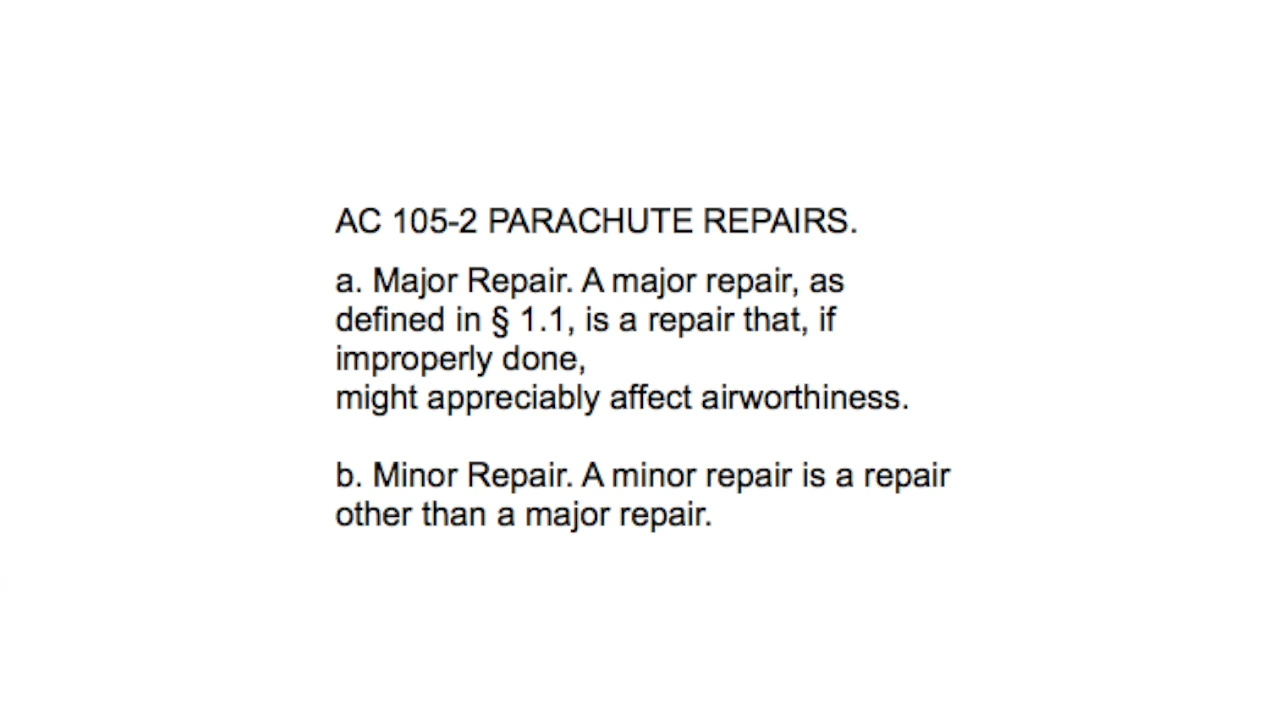 AC 105-2 PARACHUTE REPAIRS.
a. Major Repair. A major repair, as
defined in § 1.1, is a repair that, if
improperly done,
might appreciably affect airworthiness.
b. Minor Repair. A minor repair is a repair
other than a major repair.